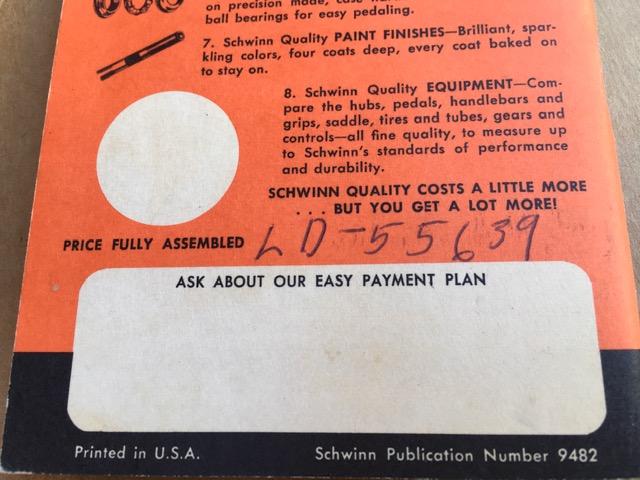 on precision made, case
ball bearings for easy pedaling.
7. Schwinn Quality PAINT FINISHES—Brilliant, spar-
kling colors, four coats deep, every coat baked on
to stay on.
8. Schwinn Quality EQUIPMENT—Com-
pare the hubs, pedals, handlebars and
grips, saddle, tires and tubes, gears and
controls—all fine quality, to measure up
to Schwinn's standards of performance
and durability.
SCHWINN QUALITY COSTS A LITTLE MORE
. . . BUT YOU GET A LOT MORE!
PRICE FULLY ASSEMBLED LD-55639
ASK ABOUT OUR EASY PAYMENT PLAN
Printed in U.S.A. Schwinn Publication Number 9482